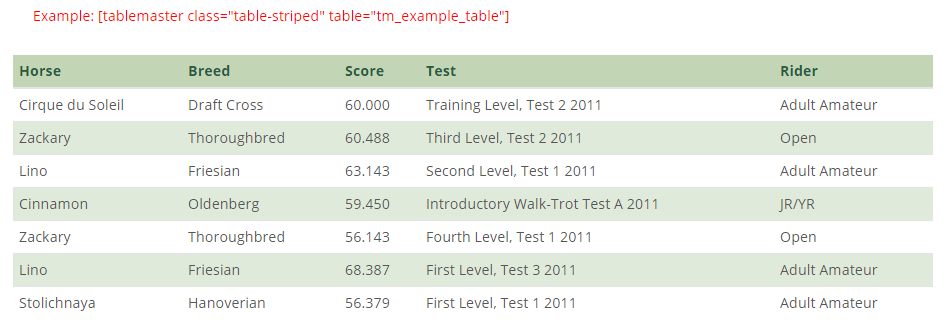 Example: [tablemaster class="table-striped" table="tm_example_table"]
Horse Breed Score Test Rider
Cirque du Soleil Draft Cross 60.000 Training Level, Test 2 2011 Adult Amateur
Zackary Thoroughbred 60.488 Third Level, Test 2 2011 Open
Lino Friesian 63.143 Second Level, Test 1 2011 Adult Amateur
Cinnamon Oldenberg 59.450 Introductory Walk-Trot Test A 2011 JR/YR
Zackary Thoroughbred 56.143 Fourth Level, Test 1 2011 Open
Lino Friesian 68.387 First Level, Test 3 2011 Adult Amateur
Stolichnaya Hanoverian 56.379 First Level, Test 1 2011 Adult Amateur